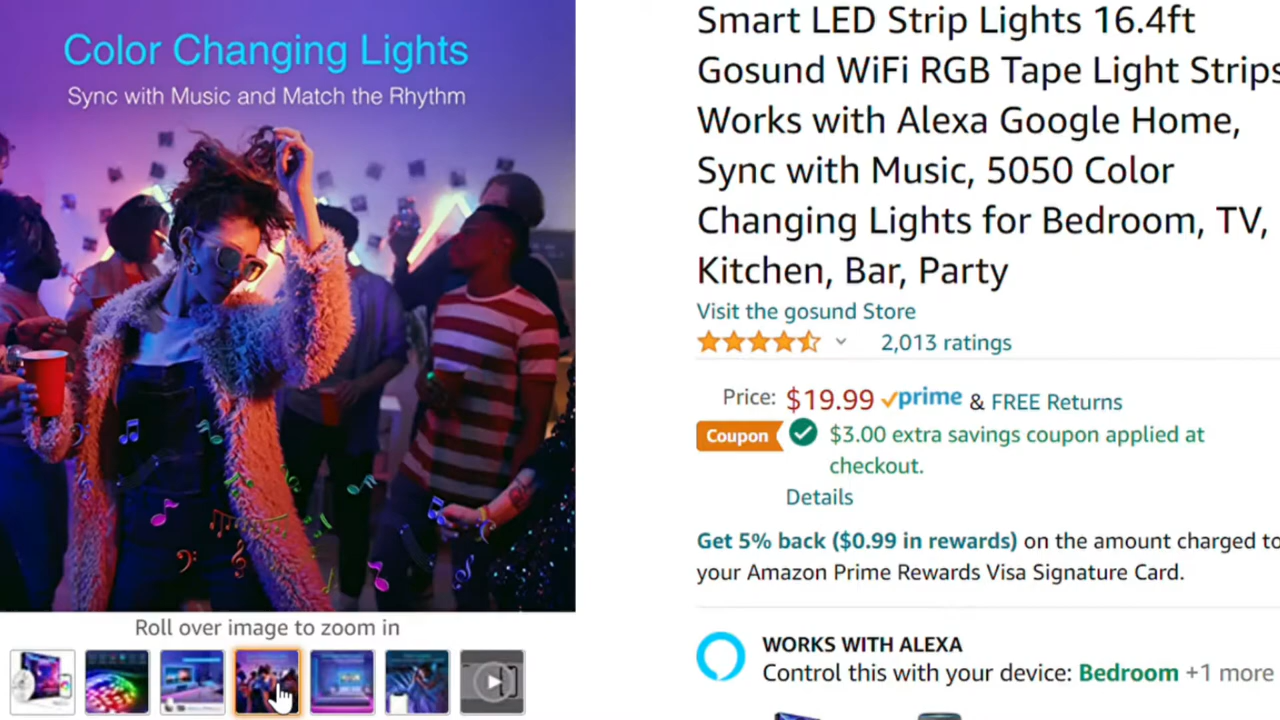 Color Changing Lights
Sync with Music and Match the Rhythm
Roll over image to zoom in
Smart LED Strip Lights 16.4ft
Gosund WiFi RGB Tape Light Strips
Works with Alexa Google Home,
Sync with Music, 5050 Color
Changing Lights for Bedroom, TV,
Kitchen, Bar, Party
Visit the gosund Store
2,013 ratings
Price: $19.99 prime & FREE Returns
Coupon $3.00 extra savings coupon applied at
checkout.
Details
Get 5% back ($0.99 in rewards) on the amount charged to
your Amazon Prime Rewards Visa Signature Card.
WORKS WITH ALEXA
Control this with your device: Bedroom +1 more